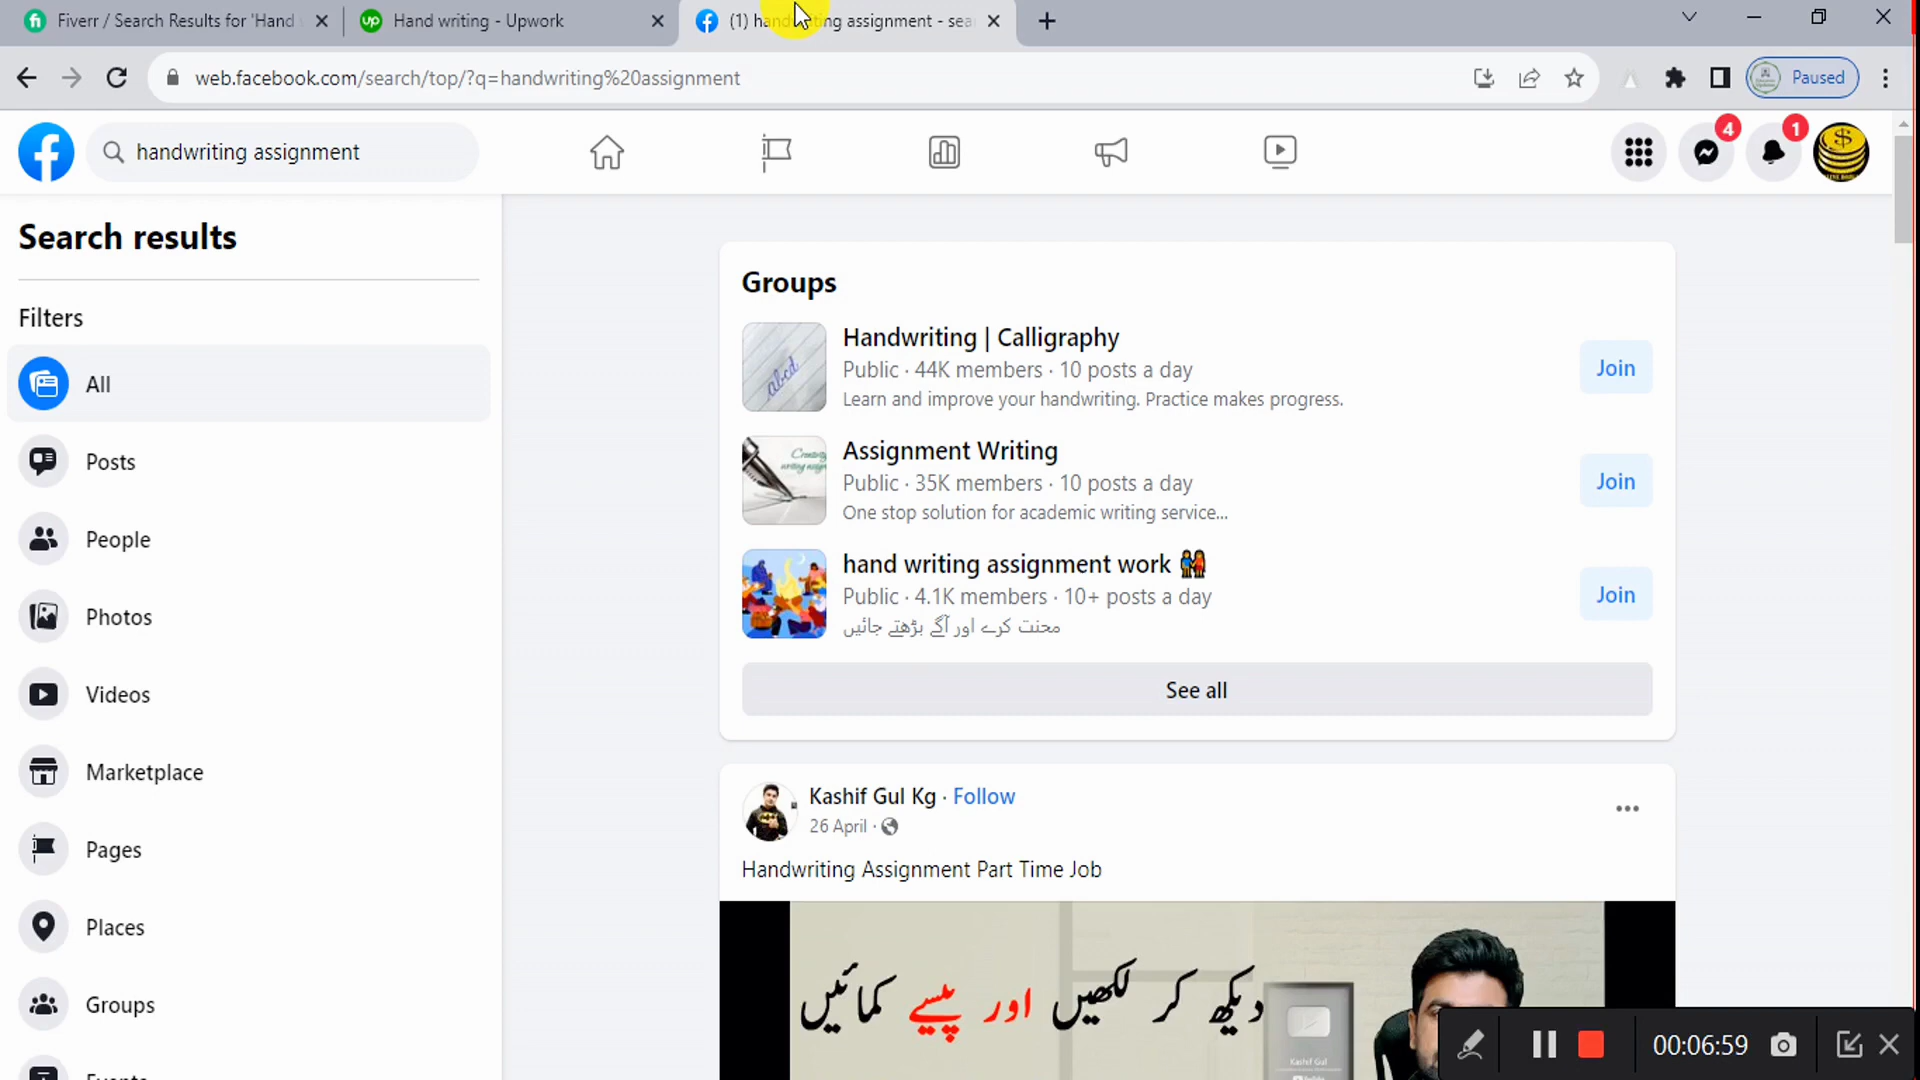 Fiverr / Search Results for 'Hand
Hand writing - Upwork
(1) handwriting assignment - sea
web.facebook.com/search/top/?q=handwriting%20assignment
Paused
handwriting assignment
4
1
Search results
Filters
All
Posts
People
Photos
Videos
Marketplace
Pages
Places
Groups
Events
Groups
Handwriting | Calligraphy
Public · 44K members · 10 posts a day
Learn and improve your handwriting. Practice makes progress.
Join
Assignment Writing
Public · 35K members · 10 posts a day
One stop solution for academic writing service...
Join
hand writing assignment work
Public · 4.1K members · 10+ posts a day
محنت کرے اور آگے بڑھتے جائیں
Join
See all
Kashif Gul Kg · Follow
26 April
Handwriting Assignment Part Time Job
دیکھ کر لکھیں اور پیسے کمائیں
Kashif Gul
00:06:59